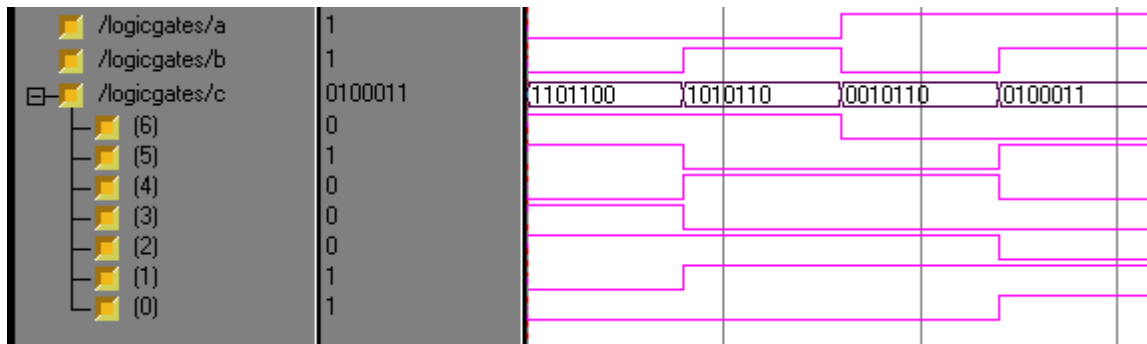 /logicgates/a 1
/logicgates/b 1
/logicgates/c 0100011 1101100 1010110 0010110 0100011
(6) 0
(5) 1
(4) 0
(3) 0
(2) 0
(1) 1
(0) 1